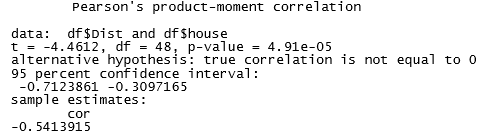 Pearson's product-moment correlation
data:  df$Dist and df$house
t = -4.4612, df = 48, p-value = 4.91e-05
alternative hypothesis: true correlation is not equal to 0
95 percent confidence interval:
-0.7123861 -0.3097165
sample estimates:
cor
-0.5413915